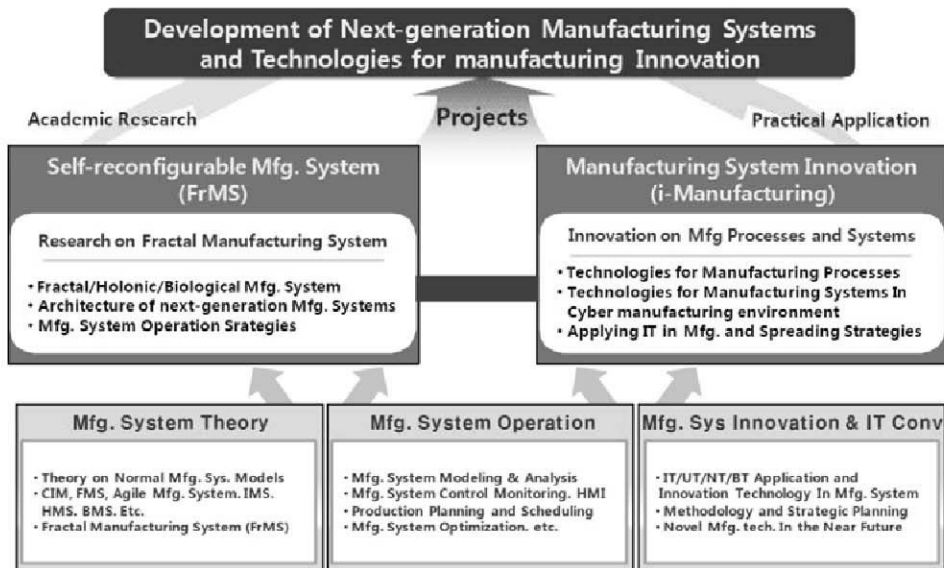 Development of Next-generation Manufacturing Systems
and Technologies for manufacturing Innovation
Academic Research
Projects
Practical Application
Self-reconfigurable Mfg. System
(FrMS)
Research on Fractal Manufacturing System
• Fractal/Holonic/Biological Mfg. System
• Architecture of next-generation Mfg. Systems
• Mfg. System Operation Srategies
Manufacturing System Innovation
(i-Manufacturing)
Innovation on Mfg Processes and Systems
• Technologies for Manufacturing Processes
• Technologies for Manufacturing Systems In
Cyber manufacturing environment
• Applying IT in Mfg. and Spreading Strategies
Mfg. System Theory
• Theory on Normal Mfg. Sys. Models
• CIM, FMS, Agile Mfg. System. IMS.
HMS. BMS. Etc.
• Fractal Manufacturing System (FrMS)
Mfg. System Operation
• Mfg. System Modeling & Analysis
• Mfg. System Control Monitoring. HMI
• Production Planning and Scheduling
• Mfg. System Optimization. etc.
Mfg. Sys Innovation & IT Conv
• IT/UT/NT/BT Application and
Innovation Technology In Mfg. System
• Methodology and Strategic Planning
• Novel Mfg. tech. In the Near Future